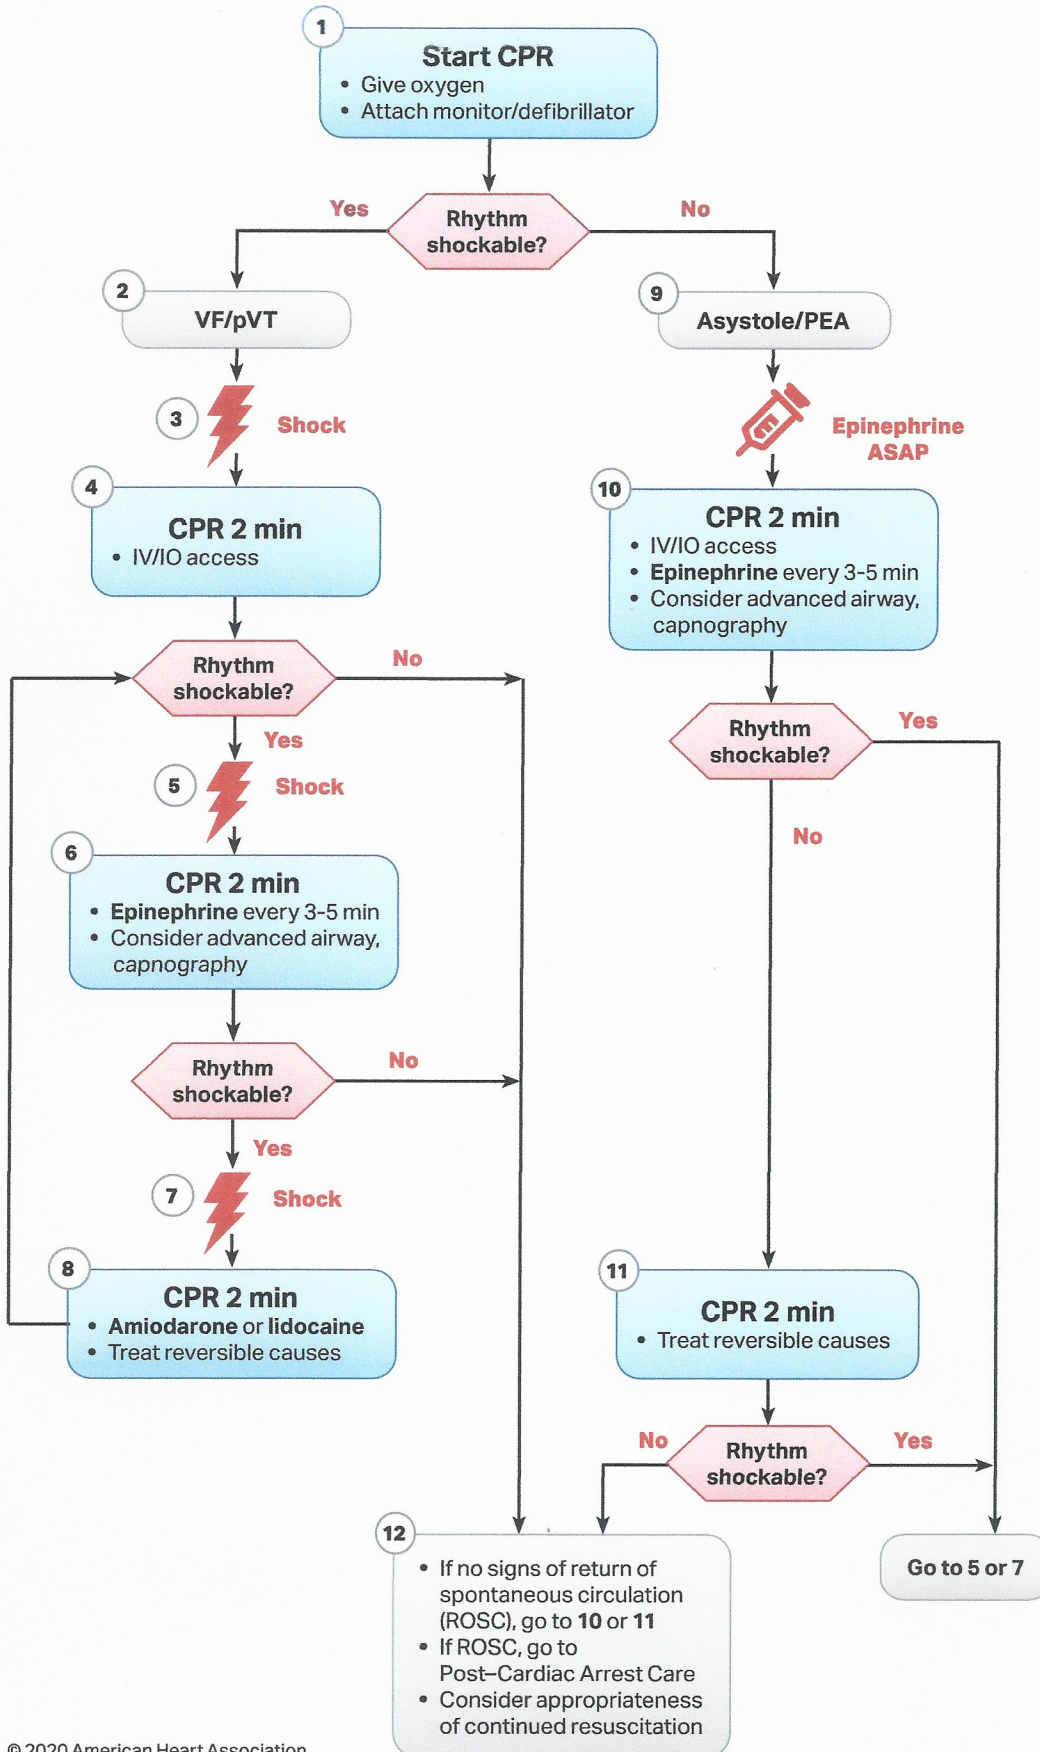 1
Start CPR
• Give oxygen
• Attach monitor/defibrillator
Rhythm
shockable?
Yes
No
2
VF/pVT
3
Shock
4
CPR 2 min
• IV/IO access
Rhythm
shockable?
No
Yes
5
Shock
6
CPR 2 min
• Epinephrine every 3-5 min
• Consider advanced airway,
capnography
Rhythm
shockable?
No
Yes
7
Shock
8
CPR 2 min
• Amiodarone or lidocaine
• Treat reversible causes
9
Asystole/PEA
Epinephrine
ASAP
10
CPR 2 min
• IV/IO access
• Epinephrine every 3-5 min
• Consider advanced airway,
capnography
Rhythm
shockable?
Yes
No
11
CPR 2 min
• Treat reversible causes
Rhythm
shockable?
No
Yes
12
• If no signs of return of
spontaneous circulation
(ROSC), go to 10 or 11
• If ROSC, go to
Post–Cardiac Arrest Care
• Consider appropriateness
of continued resuscitation
Go to 5 or 7
© 2020 American Heart Association